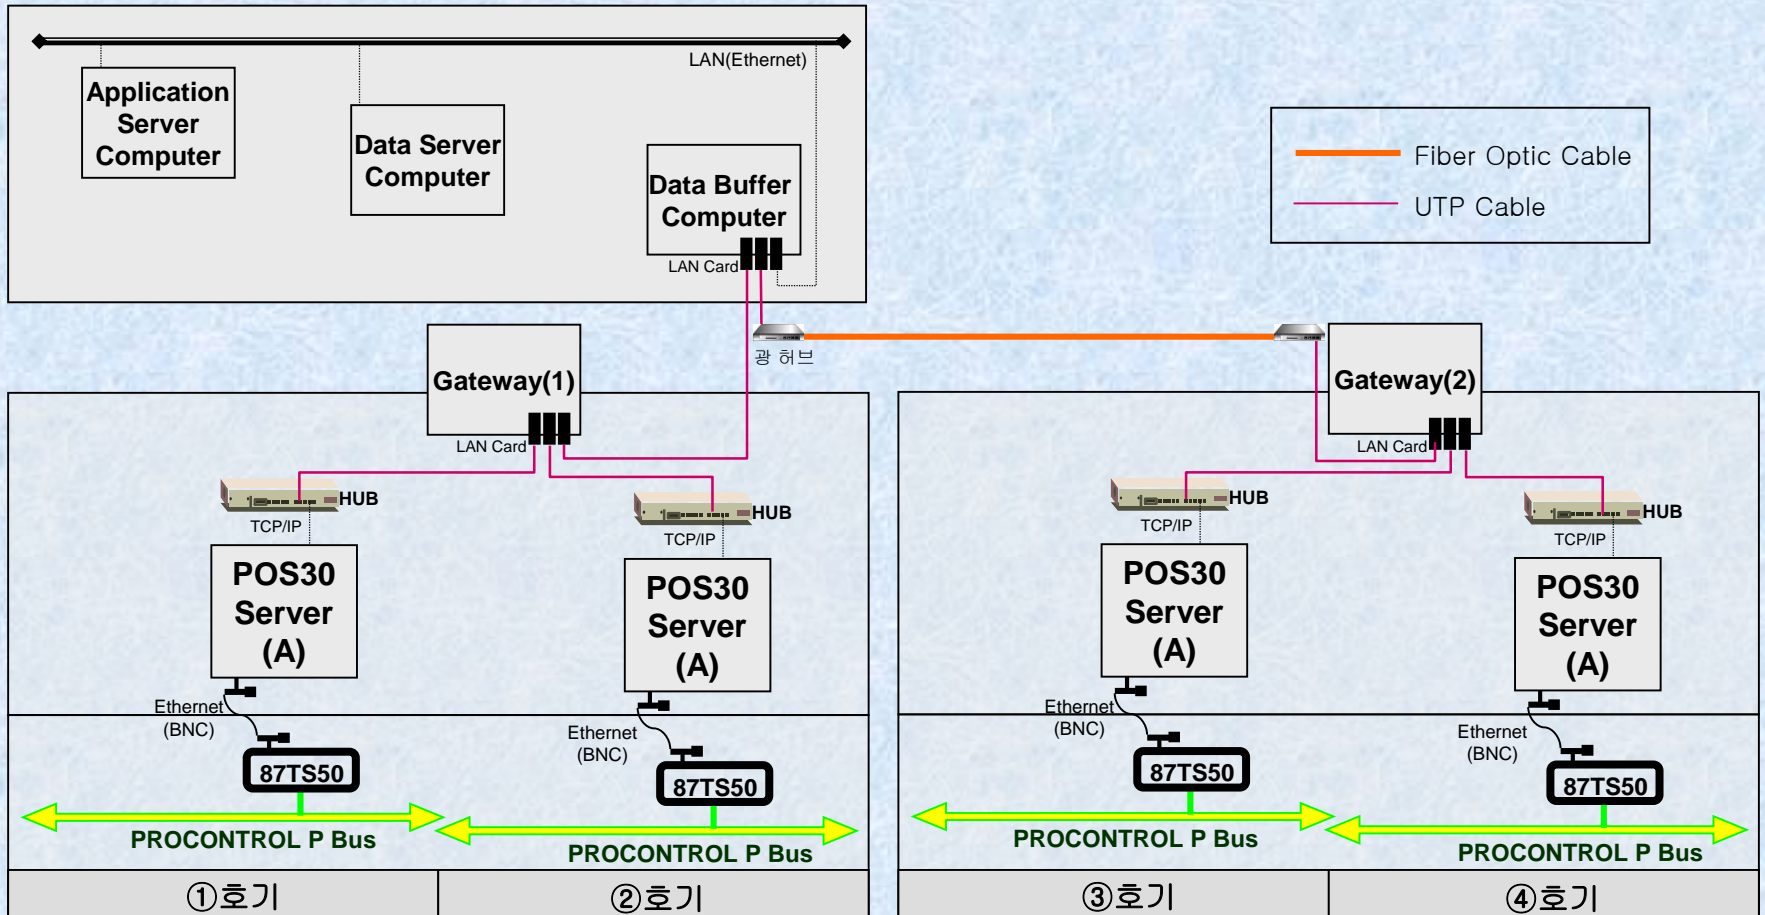 LAN(Ethernet)
Application
Server
Computer
Data Server
Computer
Data Buffer
Computer
LAN Card
Fiber Optic Cable
UTP Cable
광 허브
Gateway(1)
LAN Card
HUB
TCP/IP
HUB
TCP/IP
POS30
Server
(A)
POS30
Server
(A)
Ethernet
(BNC)
Ethernet
(BNC)
87TS50
87TS50
PROCONTROL P Bus
PROCONTROL P Bus
①호기
②호기
Gateway(2)
LAN Card
HUB
TCP/IP
HUB
TCP/IP
POS30
Server
(A)
POS30
Server
(A)
Ethernet
(BNC)
Ethernet
(BNC)
87TS50
87TS50
PROCONTROL P Bus
PROCONTROL P Bus
③호기
④호기